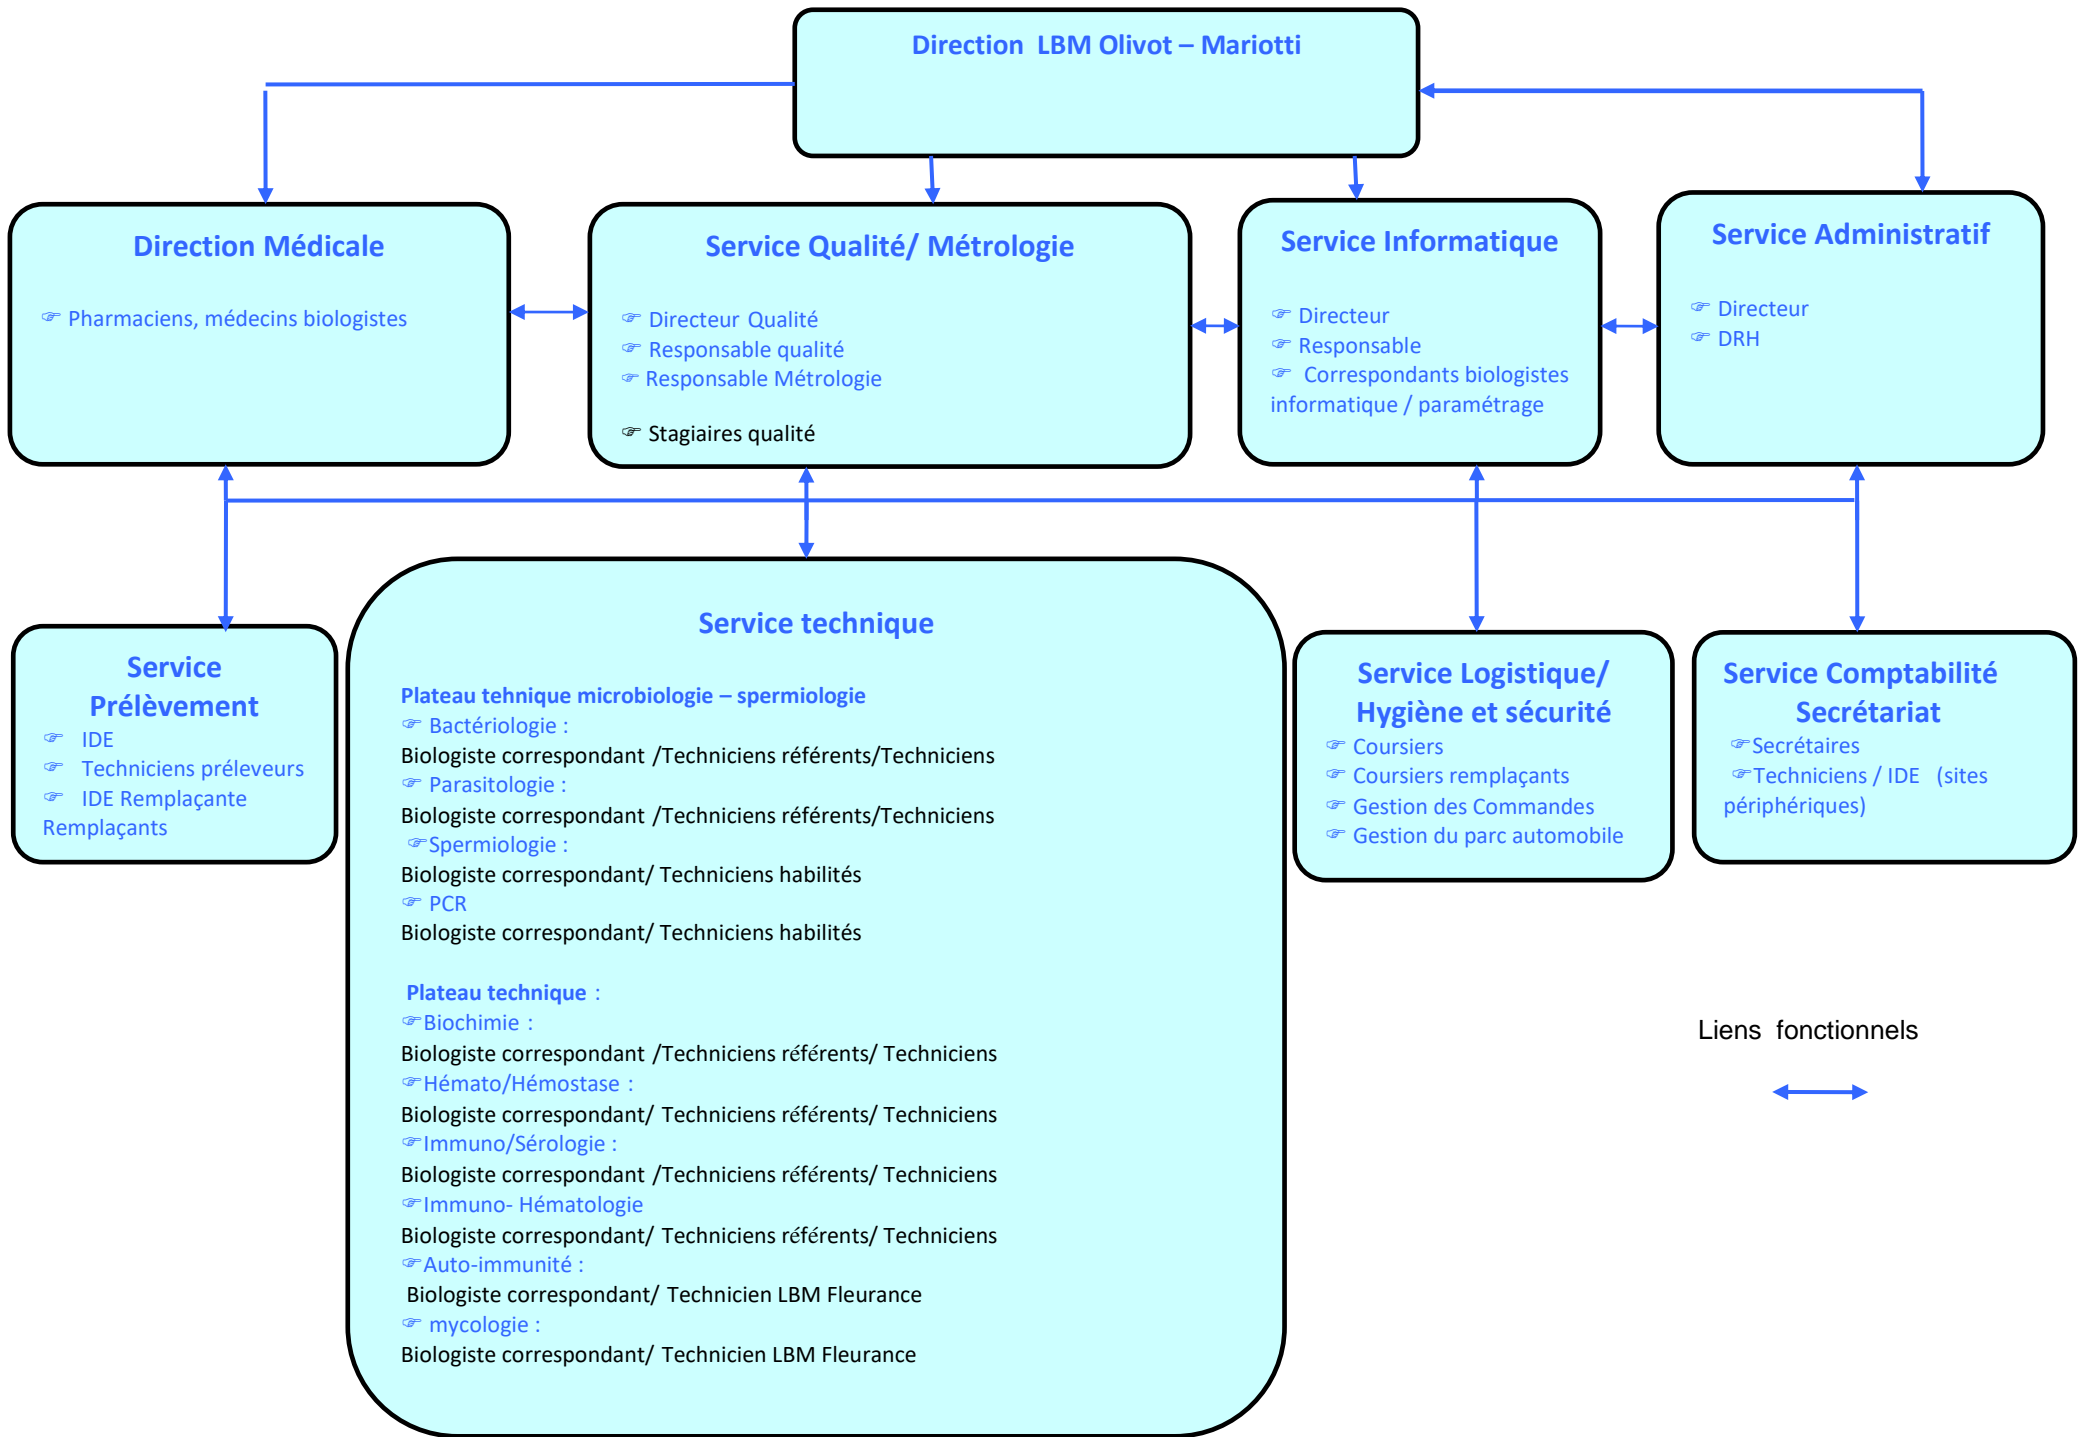 Direction LBM Olivot – Mariotti
Direction Médicale
☞ Pharmaciens, médecins biologistes
Service Qualité/ Métrologie
☞ Directeur Qualité
☞ Responsable qualité
☞ Responsable Métrologie
☞ Stagiaires qualité
Service Informatique
☞ Directeur
☞ Responsable
☞ Correspondants biologistes
informatique / paramétrage
Service Administratif
☞ Directeur
☞ DRH
Service
Prélèvement
☞ IDE
☞ Techniciens préleveurs
☞ IDE Remplaçante
Remplaçants
Service technique
Plateau tehnique microbiologie – spermiologie
☞ Bactériologie :
Biologiste correspondant /Techniciens référents/Techniciens
☞ Parasitologie :
Biologiste correspondant /Techniciens référents/Techniciens
☞Spermiologie :
Biologiste correspondant/ Techniciens habilités
☞ PCR
Biologiste correspondant/ Techniciens habilités
Plateau technique :
☞Biochimie :
Biologiste correspondant /Techniciens référents/ Techniciens
☞Hémato/Hémostase :
Biologiste correspondant/ Techniciens référents/ Techniciens
☞Immuno/Sérologie :
Biologiste correspondant /Techniciens référents/ Techniciens
☞Immuno- Hématologie
Biologiste correspondant/ Techniciens référents/ Techniciens
☞Auto-immunité :
Biologiste correspondant/ Technicien LBM Fleurance
☞ mycologie :
Biologiste correspondant/ Technicien LBM Fleurance
Service Logistique/
Hygiène et sécurité
☞ Coursiers
☞ Coursiers remplaçants
☞ Gestion des Commandes
☞ Gestion du parc automobile
Service Comptabilité
Secrétariat
☞Secrétaires
☞Techniciens / IDE (sites
périphériques)
Liens fonctionnels